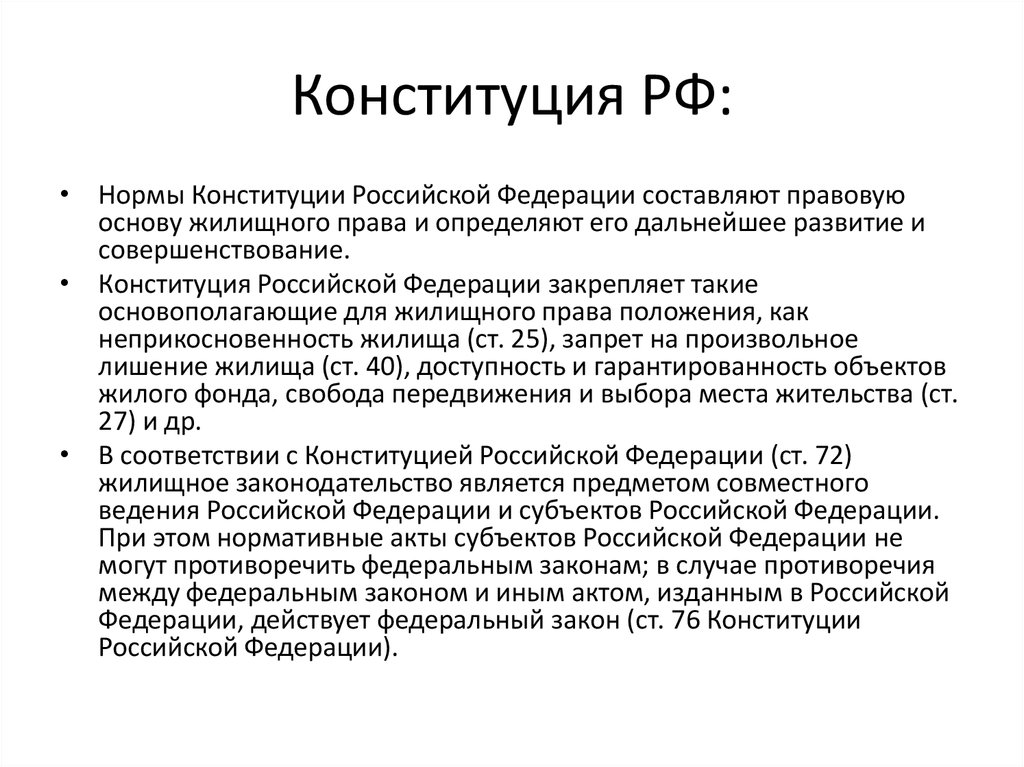 Конституция РФ:
• Нормы Конституции Российской Федерации составляют правовую
основу жилищного права и определяют его дальнейшее развитие и
совершенствование.
• Конституция Российской Федерации закрепляет такие
основополагающие для жилищного права положения, как
неприкосновенность жилища (ст. 25), запрет на произвольное
лишение жилища (ст. 40), доступность и гарантированность объектов
жилого фонда, свобода передвижения и выбора места жительства (ст.
27) и др.
• В соответствии с Конституцией Российской Федерации (ст. 72)
жилищное законодательство является предметом совместного
ведения Российской Федерации и субъектов Российской Федерации.
При этом нормативные акты субъектов Российской Федерации не
могут противоречить федеральным законам; в случае противоречия
между федеральным законом и иным актом, изданным в Российской
Федерации, действует федеральный закон (ст. 76 Конституции
Российской Федерации).